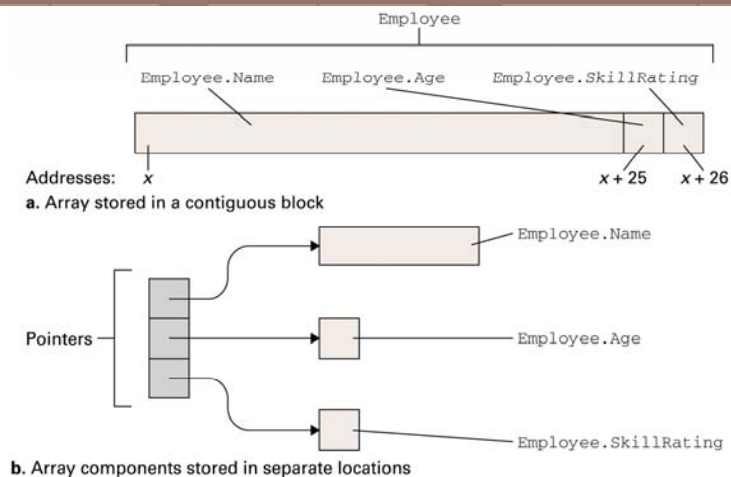 Employee
Employee.Name Employee.Age Employee.SkillRating
Addresses: x x + 25 x + 26
a. Array stored in a contiguous block
Employee.Name
Pointers Employee.Age
Employee.SkillRating
b. Array components stored in separate locations